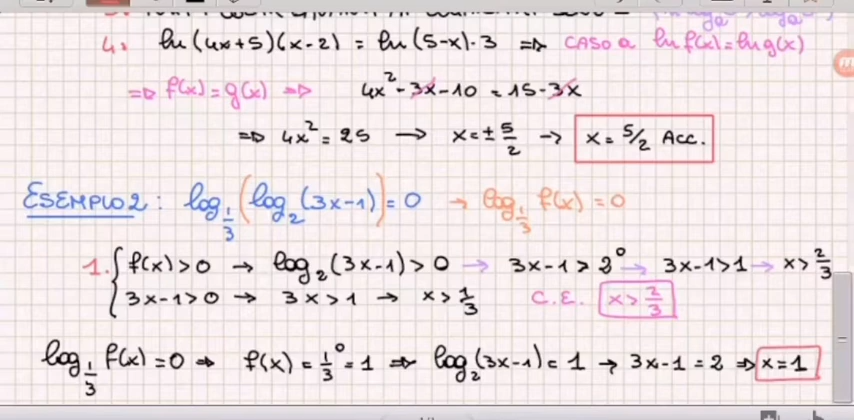 4. ln(4x+5)(x-2) = ln(5-x)·3 => CASO a ln f(x)=ln g(x)
=> f(x)=g(x) => 4x²-3x-10 = 15-3x
=> 4x² = 25 → x=±5/2 → x=5/2 Acc.
ESEMPIO 2: log_{1/3}(log₂(3x-1))=0 → log_{1/3} f(x)=0
1. { f(x)>0 → log₂(3x-1)>0 → 3x-1>2⁰ → 3x-1>1 → x>2/3
3x-1>0 → 3x>1 → x>1/3 C.E. x>2/3
log_{1/3} f(x)=0 => f(x)=1/3⁰=1 => log₂(3x-1)=1 → 3x-1=2 => x=1